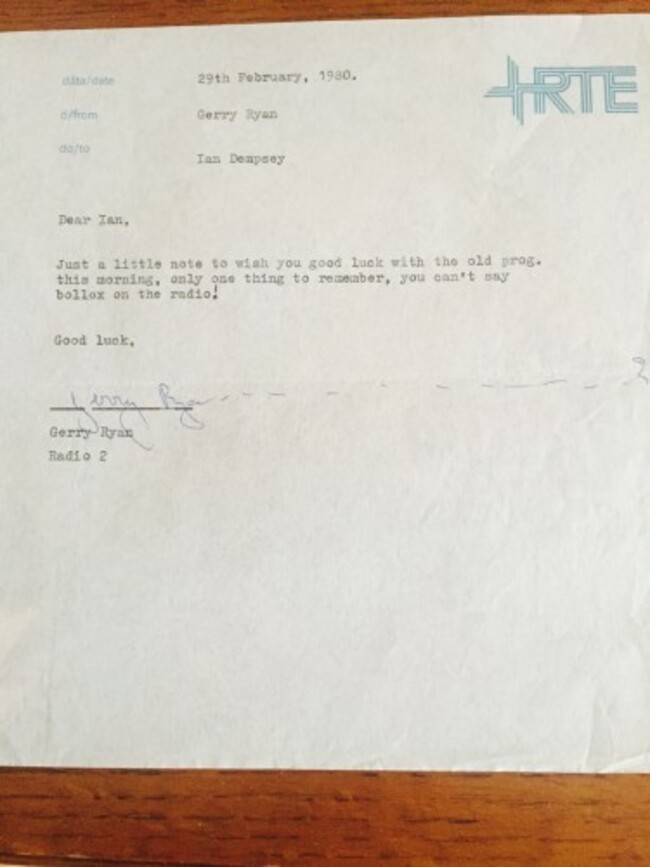 dáta/date 29th February, 1980.
RTE
ó/from Gerry Ryan
do/to Ian Dempsey
Dear Ian,
Just a little note to wish you good luck with the old prog.
this morning, only one thing to remember, you can't say
bollox on the radio!
Good luck,
Gerry Ryan
Gerry Ryan
Radio 2